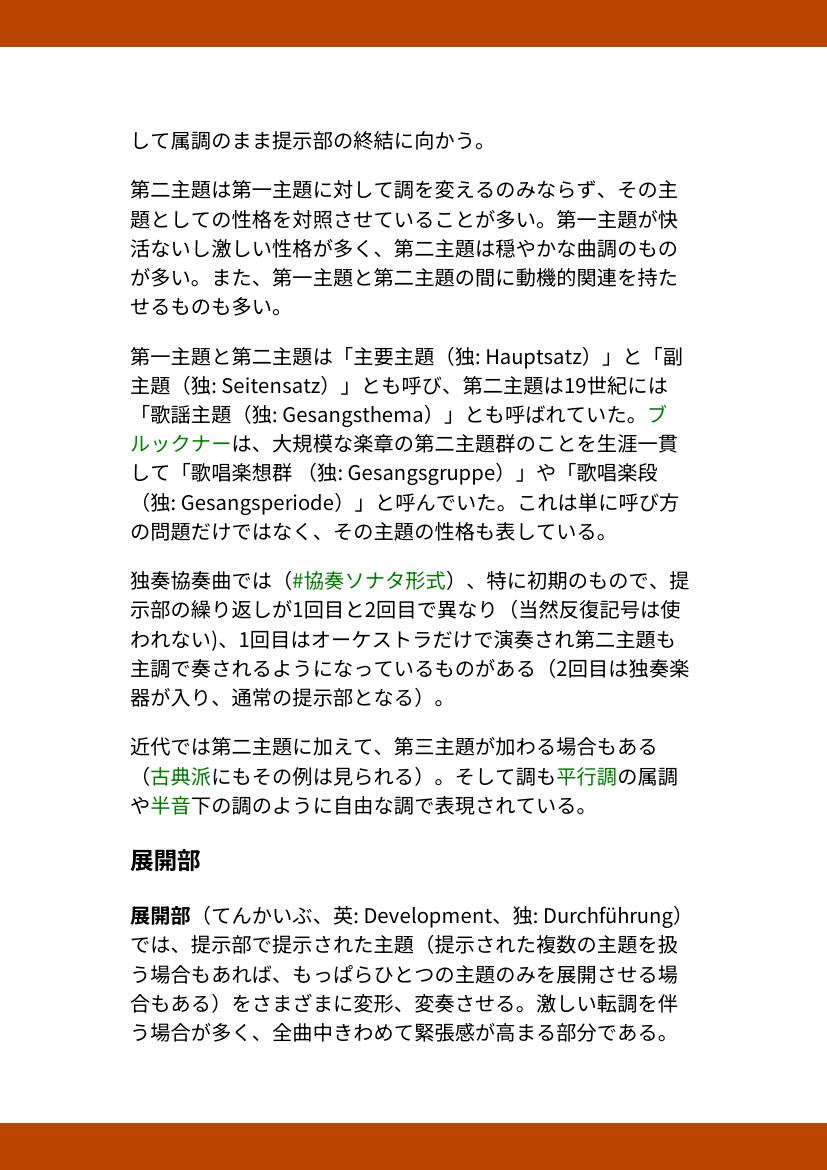 して属調のまま提示部の終結に向かう。
第二主題は第一主題に対して調を変えるのみならず、その主
題としての性格を対照させていることが多い。第一主題が快
活ないし激しい性格が多く、第二主題は穏やかな曲調のもの
が多い。また、第一主題と第二主題の間に動機的関連を持た
せるものも多い。
第一主題と第二主題は「主要主題（独: Hauptsatz）」と「副
主題（独: Seitensatz）」とも呼び、第二主題は19世紀には
「歌謡主題（独: Gesangsthema）」とも呼ばれていた。ブ
ルックナーは、大規模な楽章の第二主題群のことを生涯一貫
して「歌唱楽想群 （独: Gesangsgruppe）」や「歌唱楽段
（独: Gesangsperiode）」と呼んでいた。これは単に呼び方
の問題だけではなく、その主題の性格も表している。
独奏協奏曲では（#協奏ソナタ形式）、特に初期のもので、提
示部の繰り返しが1回目と2回目で異なり（当然反復記号は使
われない)、1回目はオーケストラだけで演奏され第二主題も
主調で奏されるようになっているものがある（2回目は独奏楽
器が入り、通常の提示部となる）。
近代では第二主題に加えて、第三主題が加わる場合もある
（古典派にもその例は見られる）。そして調も平行調の属調
や半音下の調のように自由な調で表現されている。
展開部
展開部（てんかいぶ、英: Development、独: Durchführung）
では、提示部で提示された主題（提示された複数の主題を扱
う場合もあれば、もっぱらひとつの主題のみを展開させる場
合もある）をさまざまに変形、変奏させる。激しい転調を伴
う場合が多く、全曲中きわめて緊張感が高まる部分である。